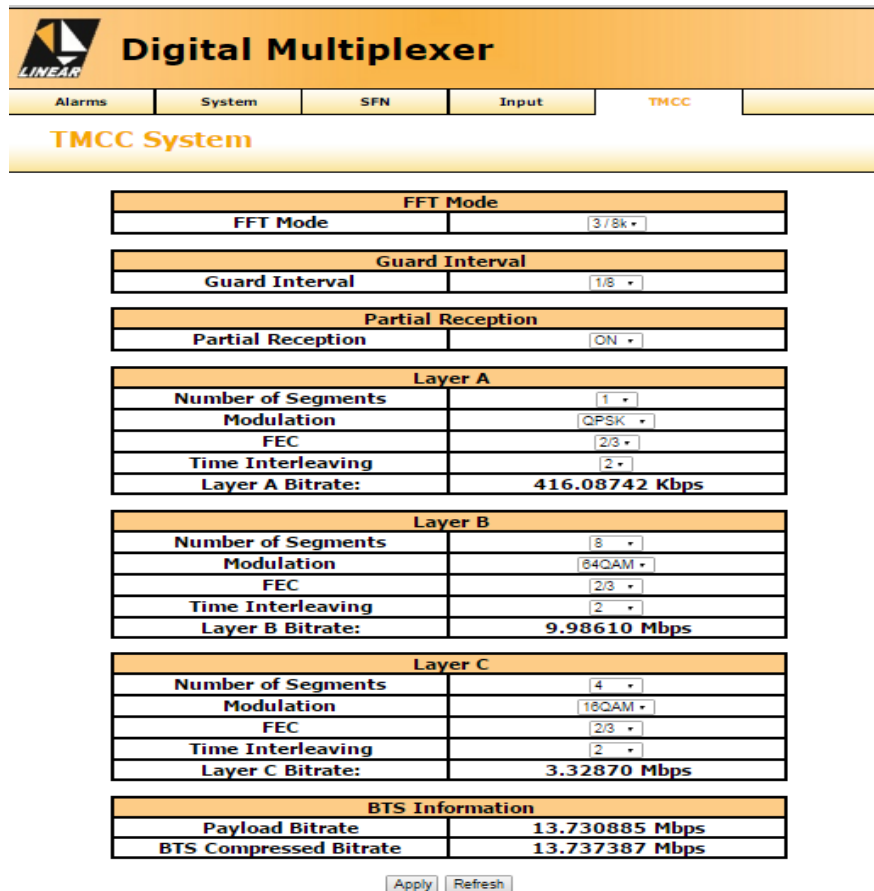 LINEAR
Digital Multiplexer
Alarms System SFN Input TMCC
TMCC System
FFT Mode
FFT Mode 3 / 8k
Guard Interval
Guard Interval 1/8
Partial Reception
Partial Reception ON
Layer A
Number of Segments 1
Modulation QPSK
FEC 2/3
Time Interleaving 2
Layer A Bitrate: 416.08742 Kbps
Layer B
Number of Segments 8
Modulation 64QAM
FEC 2/3
Time Interleaving 2
Layer B Bitrate: 9.98610 Mbps
Layer C
Number of Segments 4
Modulation 16QAM
FEC 2/3
Time Interleaving 2
Layer C Bitrate: 3.32870 Mbps
BTS Information
Payload Bitrate 13.730885 Mbps
BTS Compressed Bitrate 13.737387 Mbps
Apply Refresh